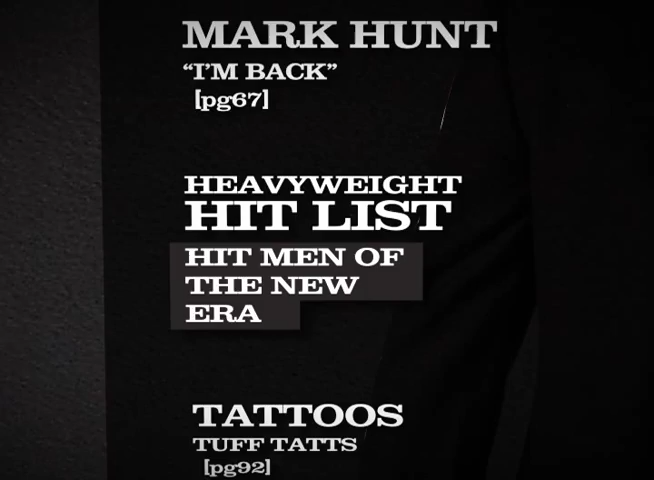 MARK HUNT
“I’M BACK”
[pg67]
HEAVYWEIGHT
HIT LIST
HIT MEN OF
THE NEW
ERA
TATTOOS
TUFF TATTS
[pg92]